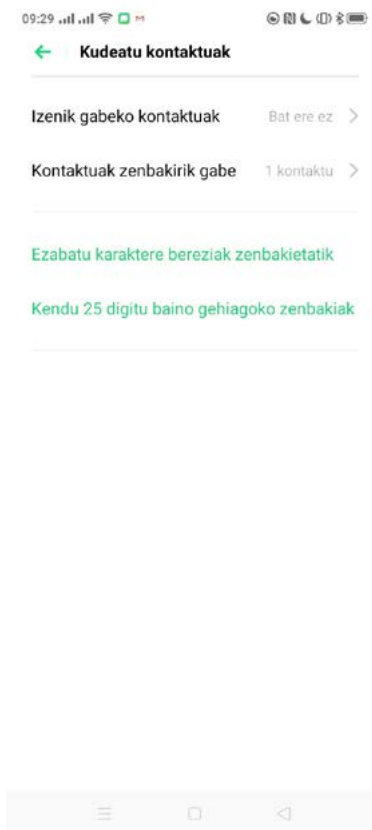 09:29
Kudeatu kontaktuak
Izenik gabeko kontaktuak Bat ere ez
Kontaktuak zenbakirik gabe 1 kontaktu
Ezabatu karaktere bereziak zenbakietatik
Kendu 25 digitu baino gehiagoko zenbakiak